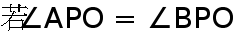 若∠APO = ∠BPO